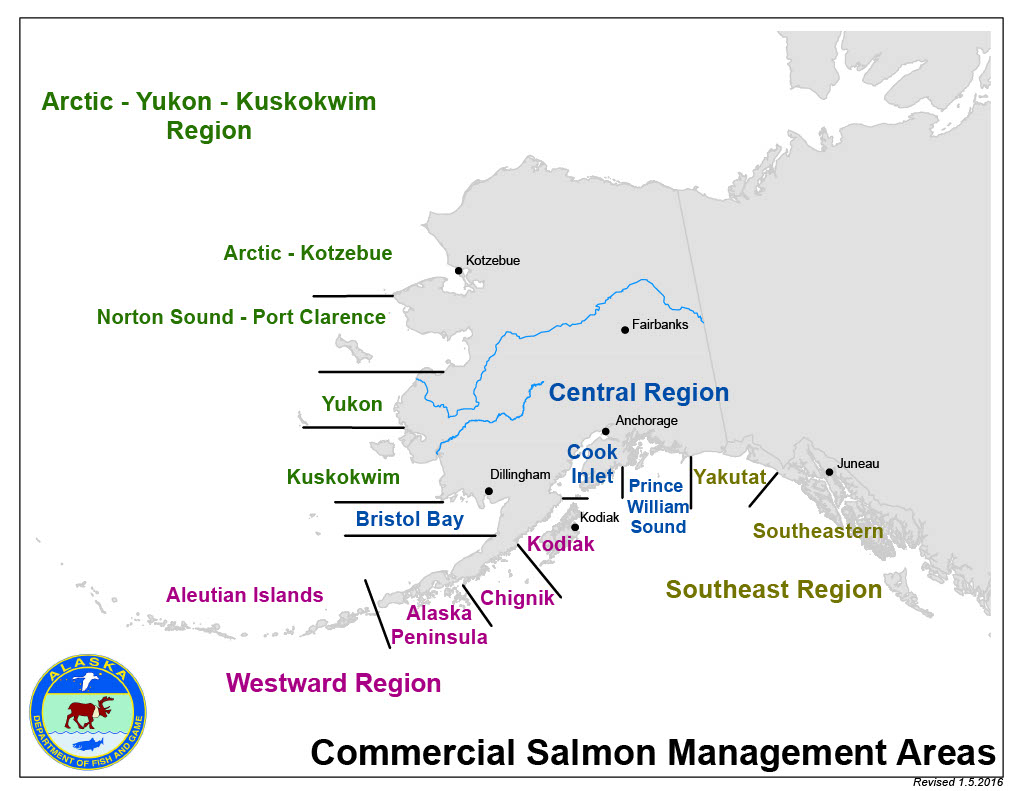 Arctic - Yukon - Kuskokwim
Region
Arctic - Kotzebue
Kotzebue
Norton Sound - Port Clarence
Fairbanks
Yukon
Central Region
Anchorage
Cook
Inlet
Juneau
Kuskokwim
Dillingham
Yakutat
Prince
William
Sound
Bristol Bay
Kodiak
Southeastern
Kodiak
Aleutian Islands
Chignik
Southeast Region
Alaska
Peninsula
Westward Region
ALASKA
DEPARTMENT OF FISH AND GAME
Commercial Salmon Management Areas
Revised 1.5.2016